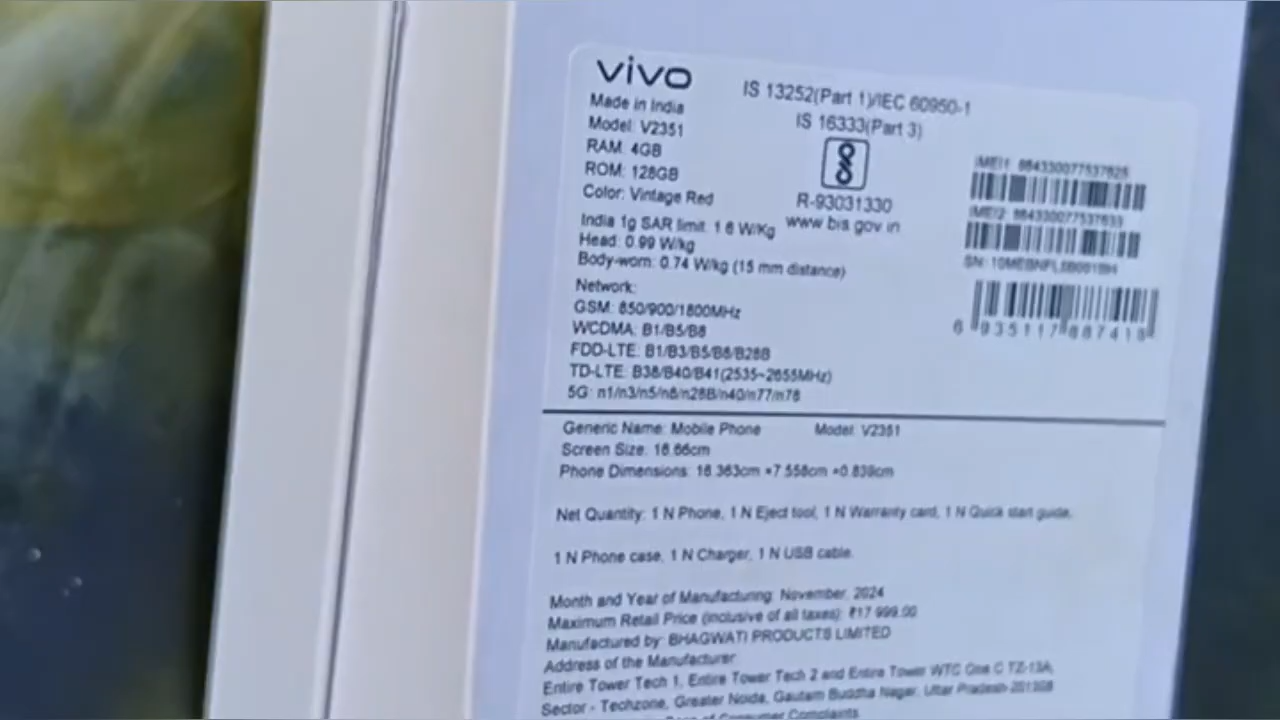 vivo
Made in India
Model: V2351
RAM: 4GB
ROM: 128GB
Color: Vintage Red
India 1g SAR limit: 1.6 W/Kg
Head: 0.99 W/kg
Body-worn: 0.74 W/kg (15 mm distance)
Network:
GSM: 850/900/1800MHz
WCDMA: B1/B5/B8
FDD-LTE: B1/B3/B5/B8/B28B
TD-LTE: B38/B40/B41(2535~2655MHz)
5G: n1/n3/n5/n8/n28B/n40/n77/n78
IS 13252(Part 1)/IEC 60950-1
IS 16333(Part 3)
R-93031330
www.bis.gov.in
IMEI1:
IMEI2:
SN:
Generic Name: Mobile Phone Model: V2351
Screen Size: 16.66cm
Phone Dimensions: 16.363cm ×7.558cm ×0.839cm
Net Quantity: 1 N Phone, 1 N Eject tool, 1 N Warranty card, 1 N Quick start guide,
1 N Phone case, 1 N Charger, 1 N USB cable.
Month and Year of Manufacturing: November, 2024
Maximum Retail Price (inclusive of all taxes): ₹17,999.00
Manufactured by: BHAGWATI PRODUCTS LIMITED
Address of the Manufacturer:
Entire Tower Tech 1, Entire Tower Tech 2 and Entire Tower WTC One C TZ-13A,
Sector - Techzone, Greater Noida, Gautam Buddha Nagar, Uttar Pradesh-201308
of Consumer Complaints